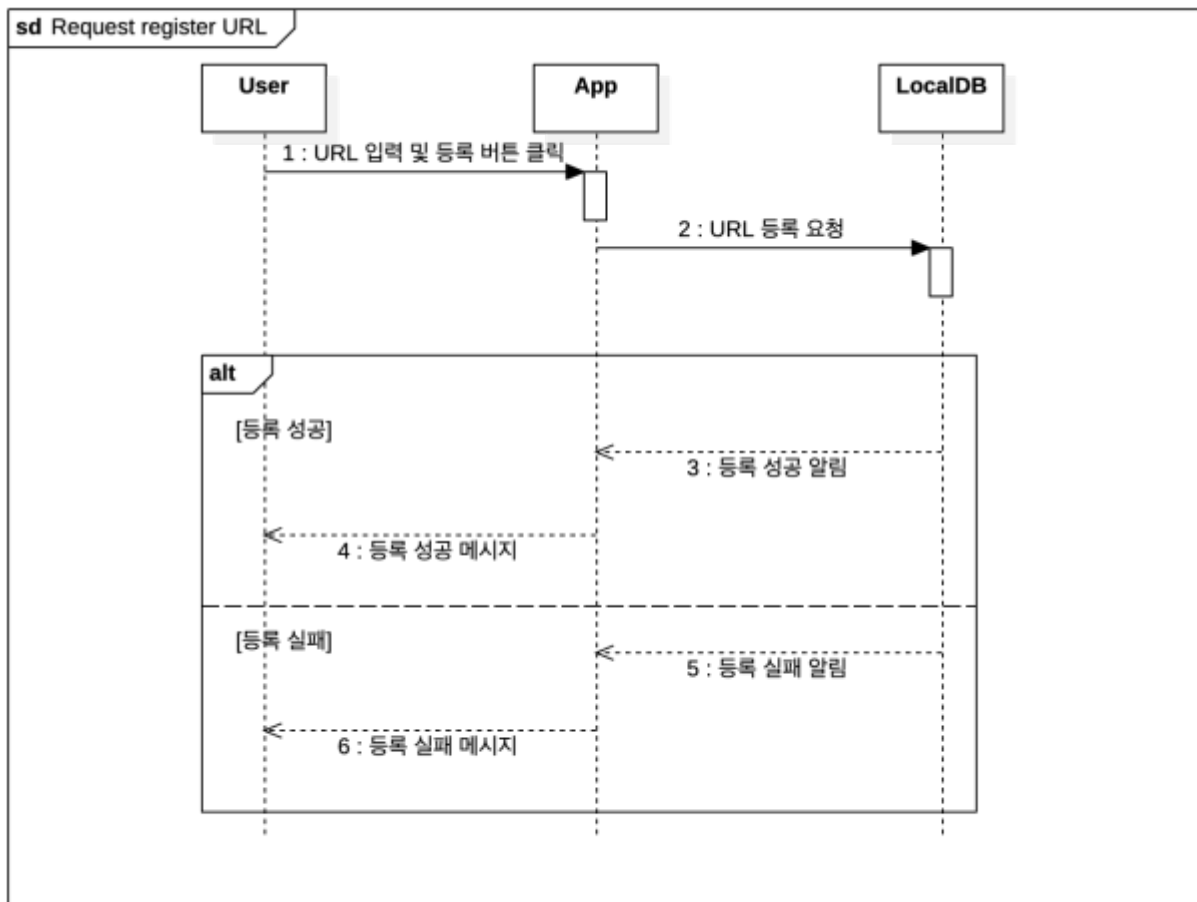 sd Request register URL
User
App
LocalDB
1 : URL 입력 및 등록 버튼 클릭
2 : URL 등록 요청
alt
[등록 성공]
3 : 등록 성공 알림
4 : 등록 성공 메시지
[등록 실패]
5 : 등록 실패 알림
6 : 등록 실패 메시지